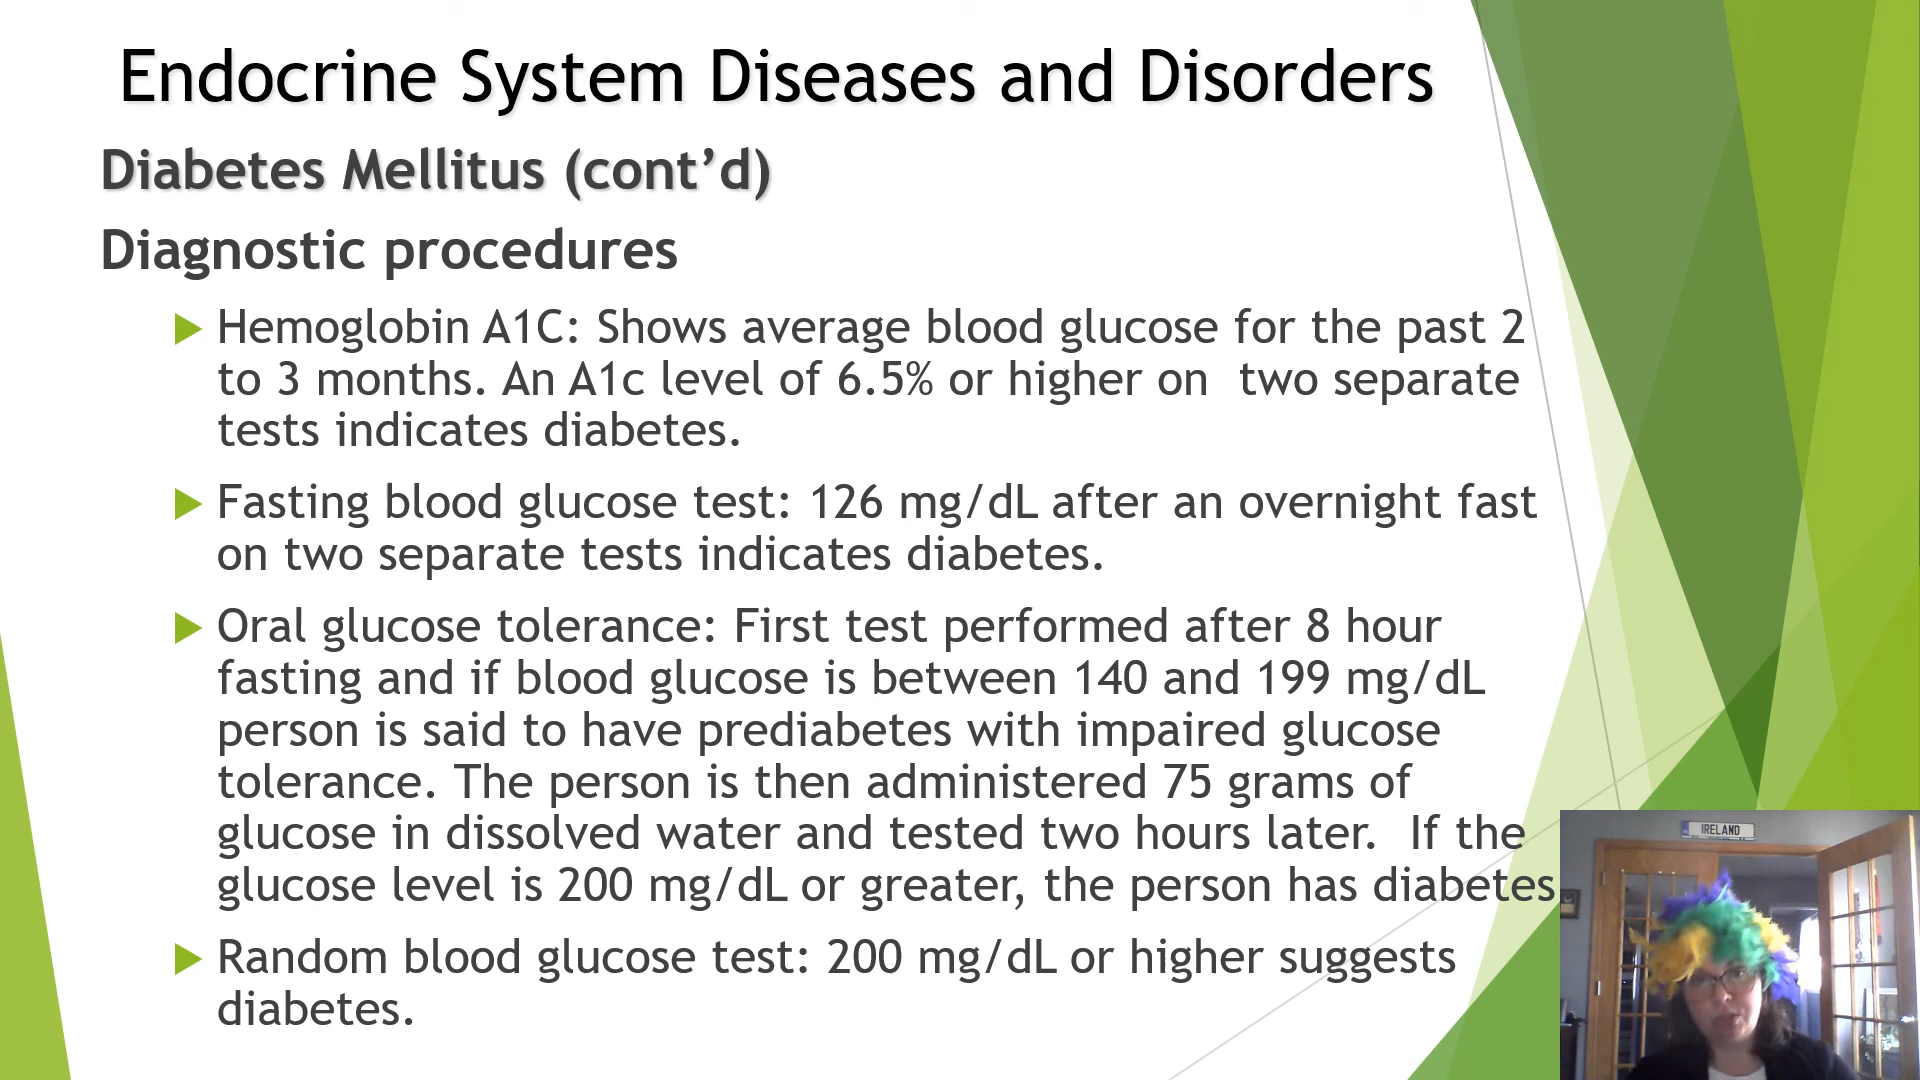 Endocrine System Diseases and Disorders
Diabetes Mellitus (cont’d)
Diagnostic procedures
Hemoglobin A1C: Shows average blood glucose for the past 2
to 3 months. An A1c level of 6.5% or higher on  two separate
tests indicates diabetes.
Fasting blood glucose test: 126 mg/dL after an overnight fast
on two separate tests indicates diabetes.
Oral glucose tolerance: First test performed after 8 hour
fasting and if blood glucose is between 140 and 199 mg/dL
person is said to have prediabetes with impaired glucose
tolerance. The person is then administered 75 grams of
glucose in dissolved water and tested two hours later.  If the
glucose level is 200 mg/dL or greater, the person has diabetes
Random blood glucose test: 200 mg/dL or higher suggests
diabetes.
IRELAND